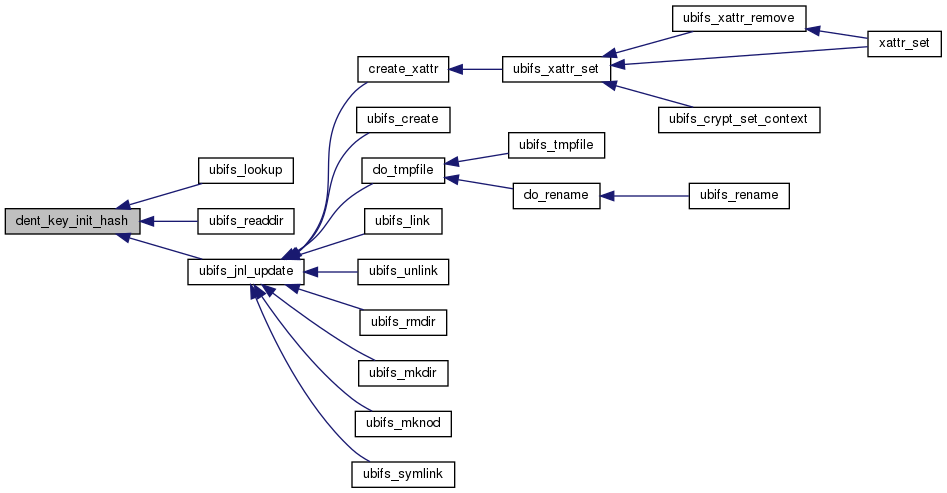 ubifs_xattr_remove
xattr_set
create_xattr
ubifs_xattr_set
ubifs_create
ubifs_crypt_set_context
ubifs_tmpfile
ubifs_lookup
do_tmpfile
do_rename
ubifs_rename
dent_key_init_hash
ubifs_readdir
ubifs_link
ubifs_jnl_update
ubifs_unlink
ubifs_rmdir
ubifs_mkdir
ubifs_mknod
ubifs_symlink